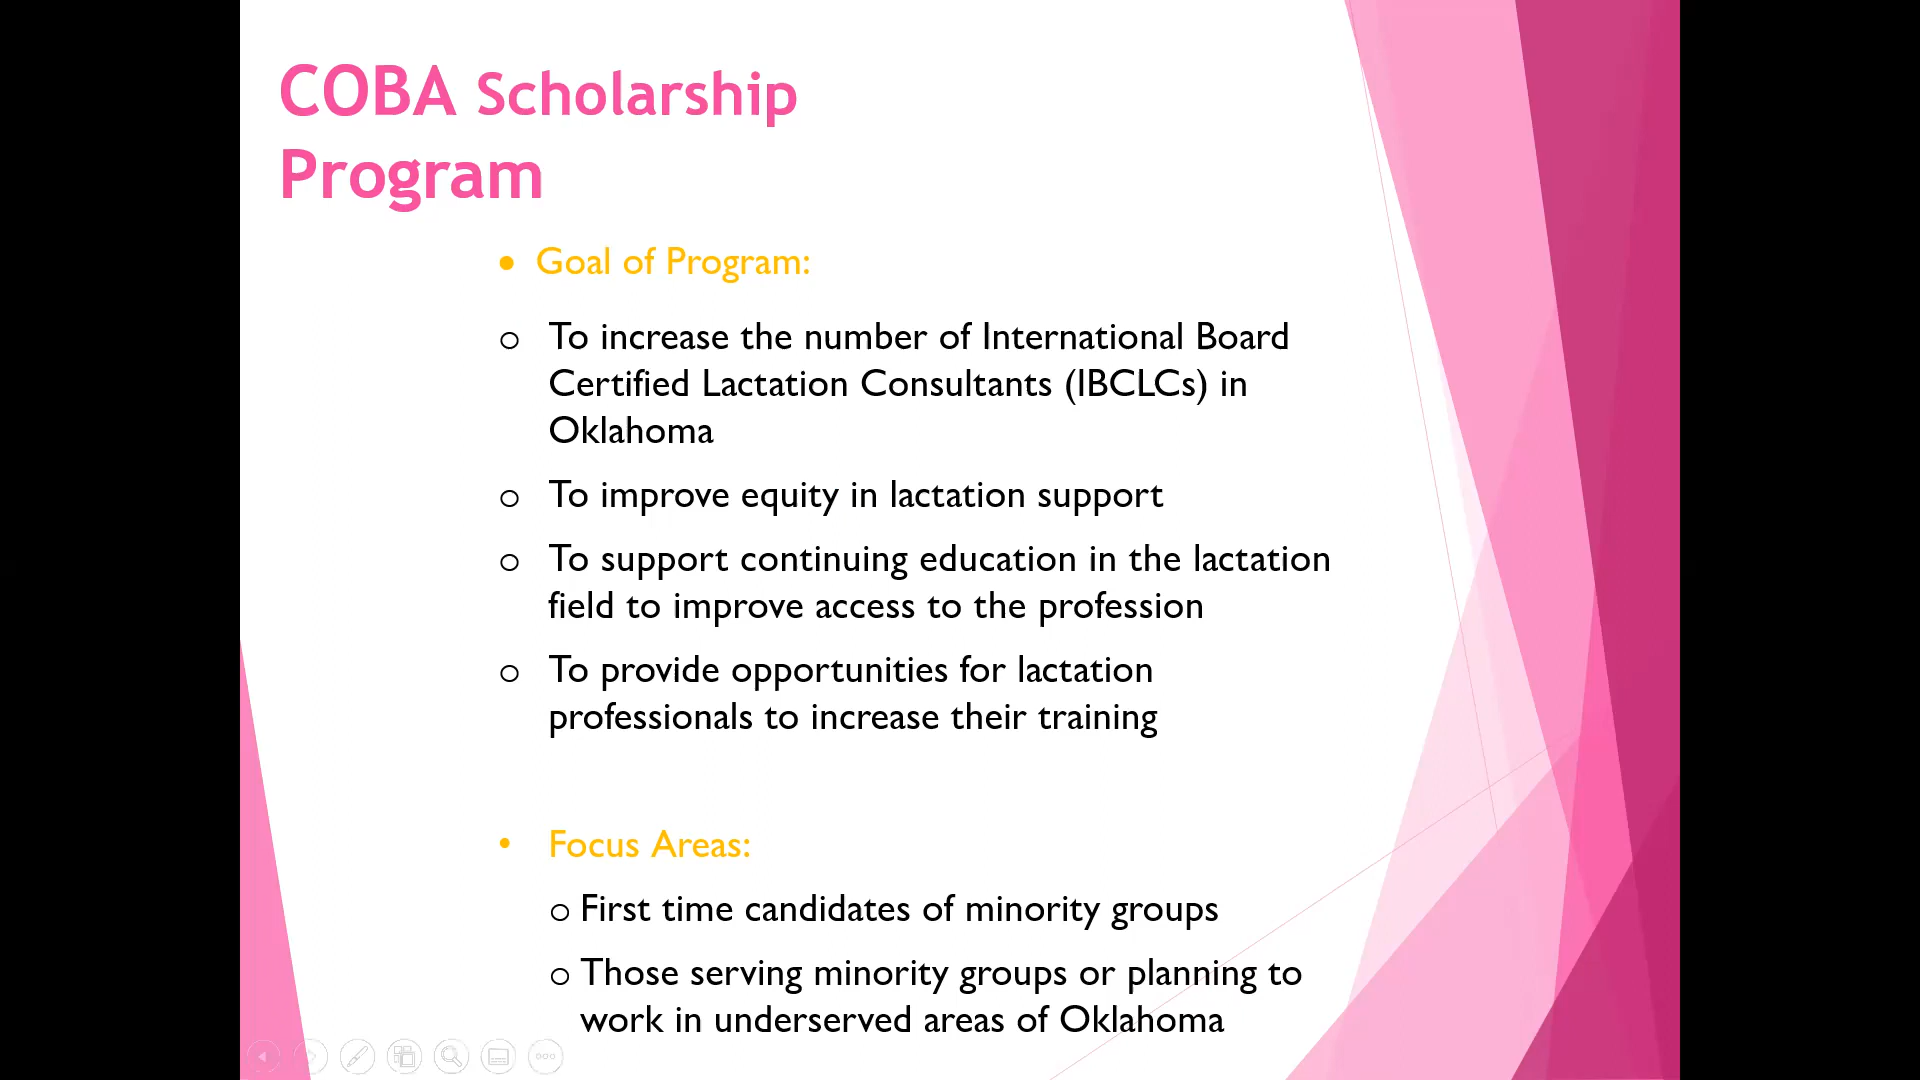 COBA Scholarship
Program
• Goal of Program:
o To increase the number of International Board
Certified Lactation Consultants (IBCLCs) in
Oklahoma
o To improve equity in lactation support
o To support continuing education in the lactation
field to improve access to the profession
o To provide opportunities for lactation
professionals to increase their training
• Focus Areas:
o First time candidates of minority groups
o Those serving minority groups or planning to
work in underserved areas of Oklahoma